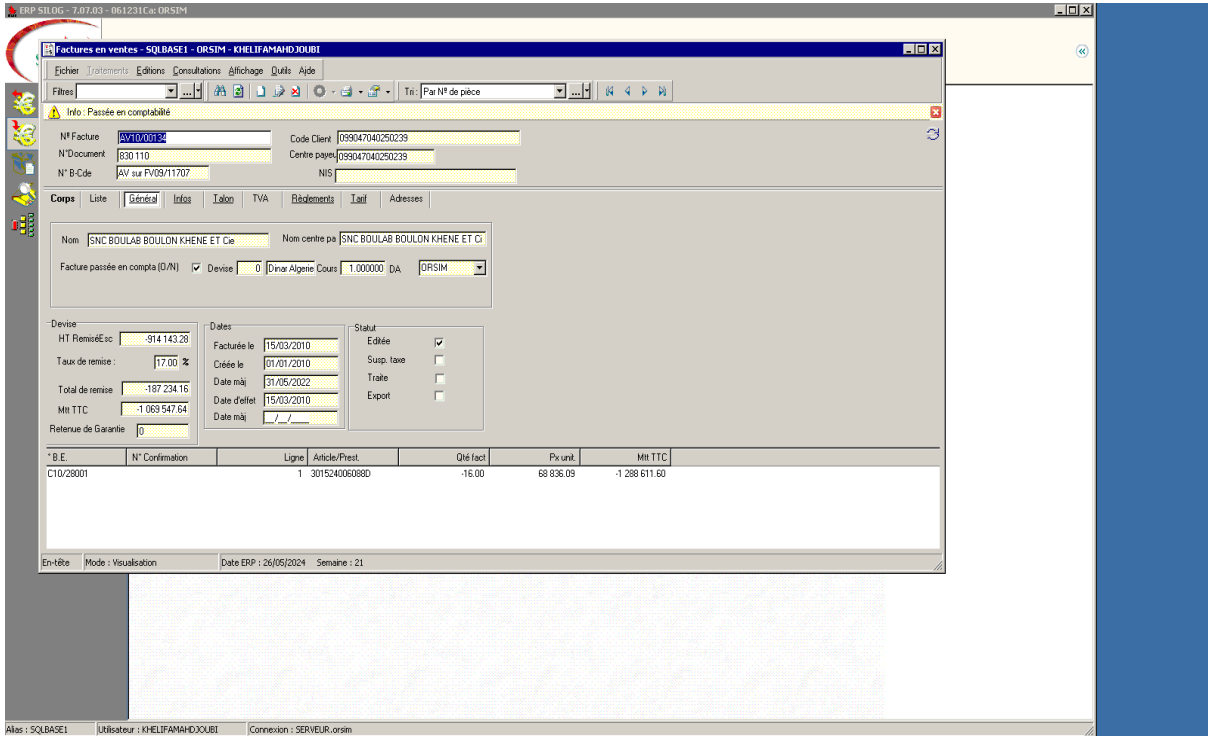 ERP SILOG - 7.07.03 - 061231Ca: ORSIM
Factures en ventes - SQLBASE1 - ORSIM - KHELIFAMAHDJOUBI
Fichier Traitements Editions Consultations Affichage Outils Aide
Filtres ... Tri : Par Nº de pièce ...
Info : Passée en comptabilité
Nº Facture AV10/00134 Code Client 099047040250239
N°Document 830 110 Centre payeu 099047040250239
N° B-Cde AV sur FV09/11707 NIS
Corps Liste Général Infos Talon TVA Règlements Tarif Adresses
Nom SNC BOULAB BOULON KHENE ET Cie Nom centre pa SNC BOULAB BOULON KHENE ET Ci
Facture passée en compta (O/N) Devise 0 Dinar Algerie Cours 1.000000 DA ORSIM
Devise Dates Statut
HT RemiséEsc -914 143.28 Facturée le 15/03/2010 Editée
Taux de remise : 17.00 % Créée le 01/01/2010 Susp. taxe
Date màj 31/05/2022 Traite
Total de remise -187 234.16 Date d'effet 15/03/2010 Export
Mtt TTC -1 069 547.64 Date màj __/__/____
Retenue de Garantie 0
* B.E. N° Confirmation Ligne Article/Prest. Qté fact Px unit. Mtt TTC
C10/28001 1 301524006088D -16.00 68 836.09 -1 288 611.60
En-tête Mode : Visualisation Date ERP : 26/05/2024 Semaine : 21
Alias : SQLBASE1 Utilisateur : KHELIFAMAHDJOUBI Connexion : SERVEUR.orsim